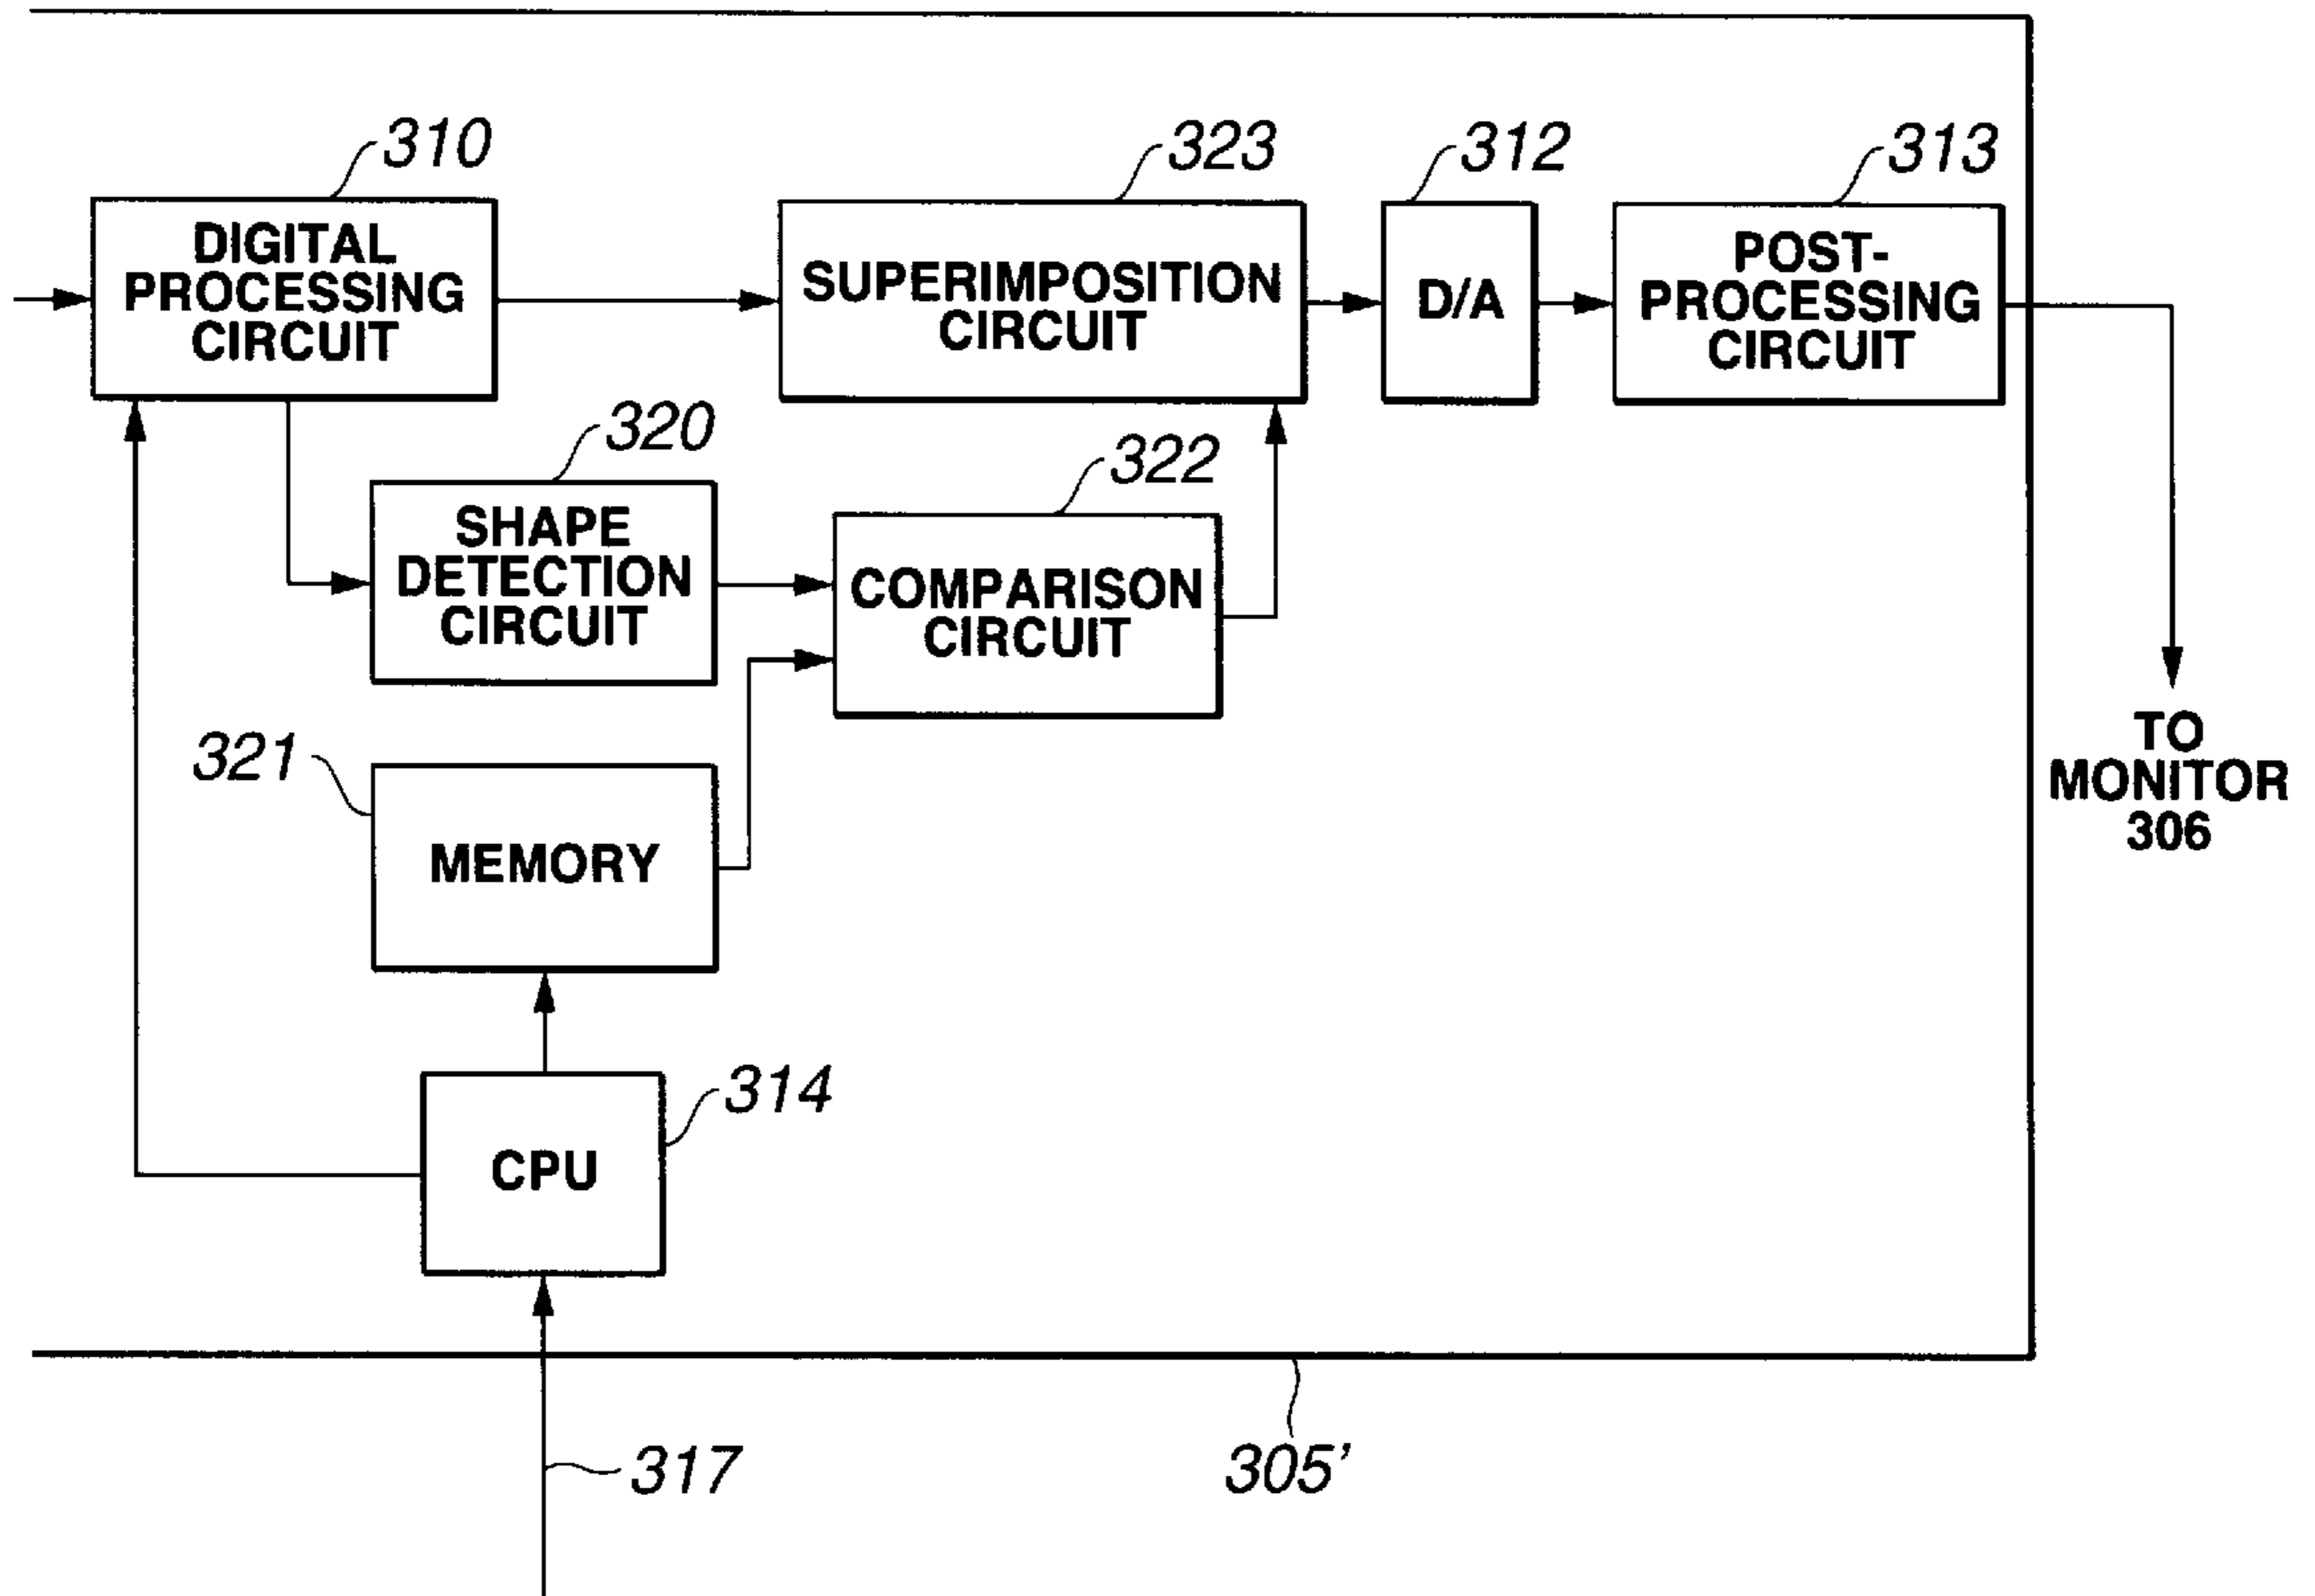 310
323
312
313
DIGITAL
PROCESSING
CIRCUIT
SUPERIMPOSITION
CIRCUIT
D/A
POST-
PROCESSING
CIRCUIT
320
322
SHAPE
DETECTION
CIRCUIT
COMPARISON
CIRCUIT
321
MEMORY
TO
MONITOR
306
314
CPU
317
305'